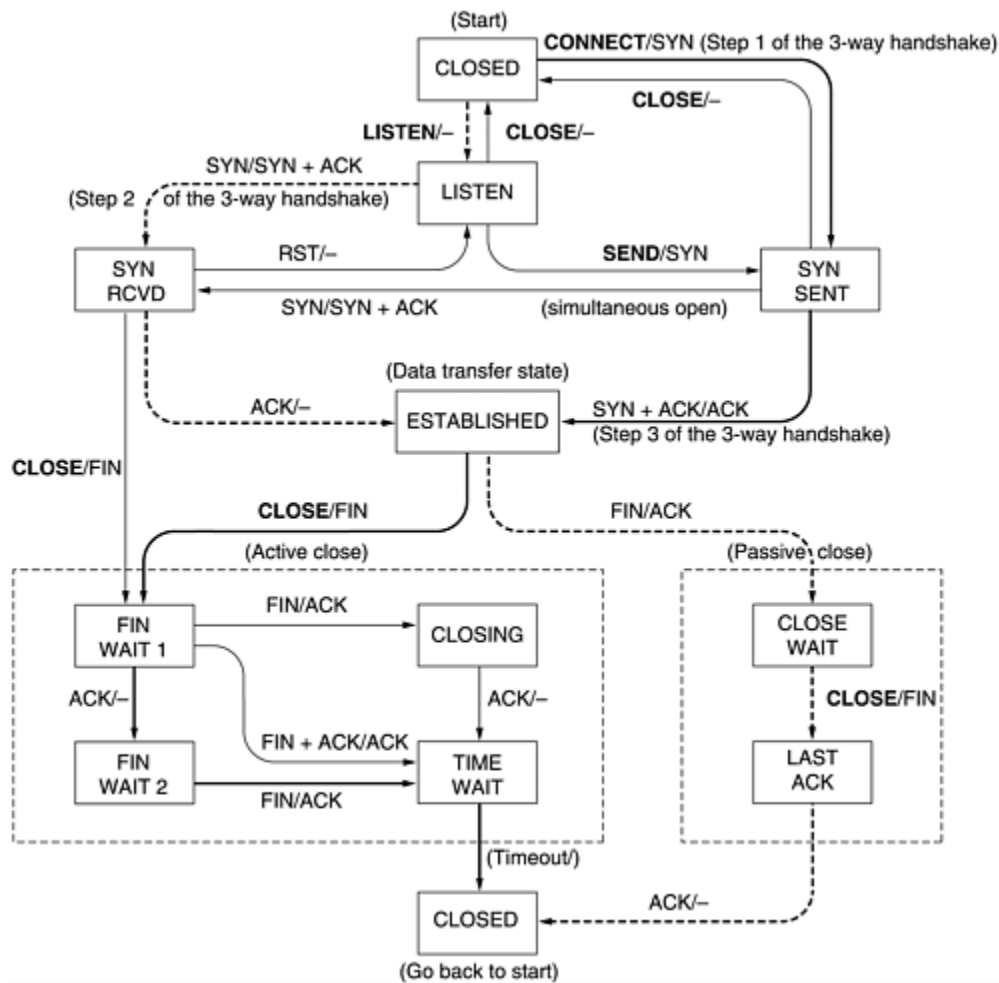 (Start)
CONNECT/SYN (Step 1 of the 3-way handshake)
CLOSED
CLOSE/–
LISTEN/–
CLOSE/–
SYN/SYN + ACK
(Step 2 of the 3-way handshake)
LISTEN
SYN
RCVD
RST/–
SEND/SYN
SYN
SENT
SYN/SYN + ACK
(simultaneous open)
(Data transfer state)
ACK/–
ESTABLISHED
SYN + ACK/ACK
(Step 3 of the 3-way handshake)
CLOSE/FIN
CLOSE/FIN
FIN/ACK
(Active close)
(Passive close)
FIN
WAIT 1
FIN/ACK
CLOSING
CLOSE
WAIT
ACK/–
ACK/–
CLOSE/FIN
FIN + ACK/ACK
FIN
WAIT 2
FIN/ACK
TIME
WAIT
LAST
ACK
(Timeout/)
CLOSED
ACK/–
(Go back to start)